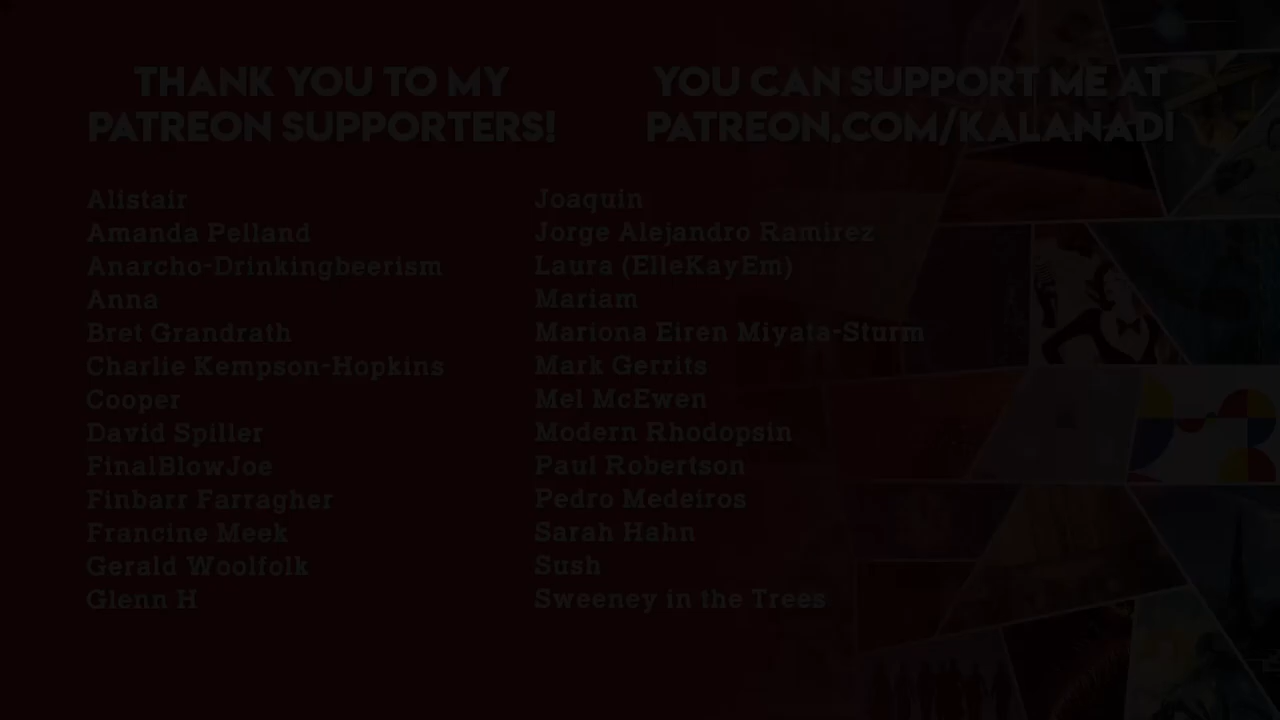 THANK YOU TO MY
PATREON SUPPORTERS!
YOU CAN SUPPORT ME AT
PATREON.COM/KALANADI
Alistair
Amanda Pelland
Anarcho-Drinkingbeerism
Anna
Bret Grandrath
Charlie Kempson-Hopkins
Cooper
David Spiller
FinalBlowJoe
Finbarr Farragher
Francine Meek
Gerald Woolfolk
Glenn H
Joaquin
Jorge Alejandro Ramirez
Laura (ElleKayEm)
Mariam
Mariona Eiren Miyata-Sturm
Mark Gerrits
Mel McEwen
Modern Rhodopsin
Paul Robertson
Pedro Medeiros
Sarah Hahn
Sush
Sweeney in the Trees